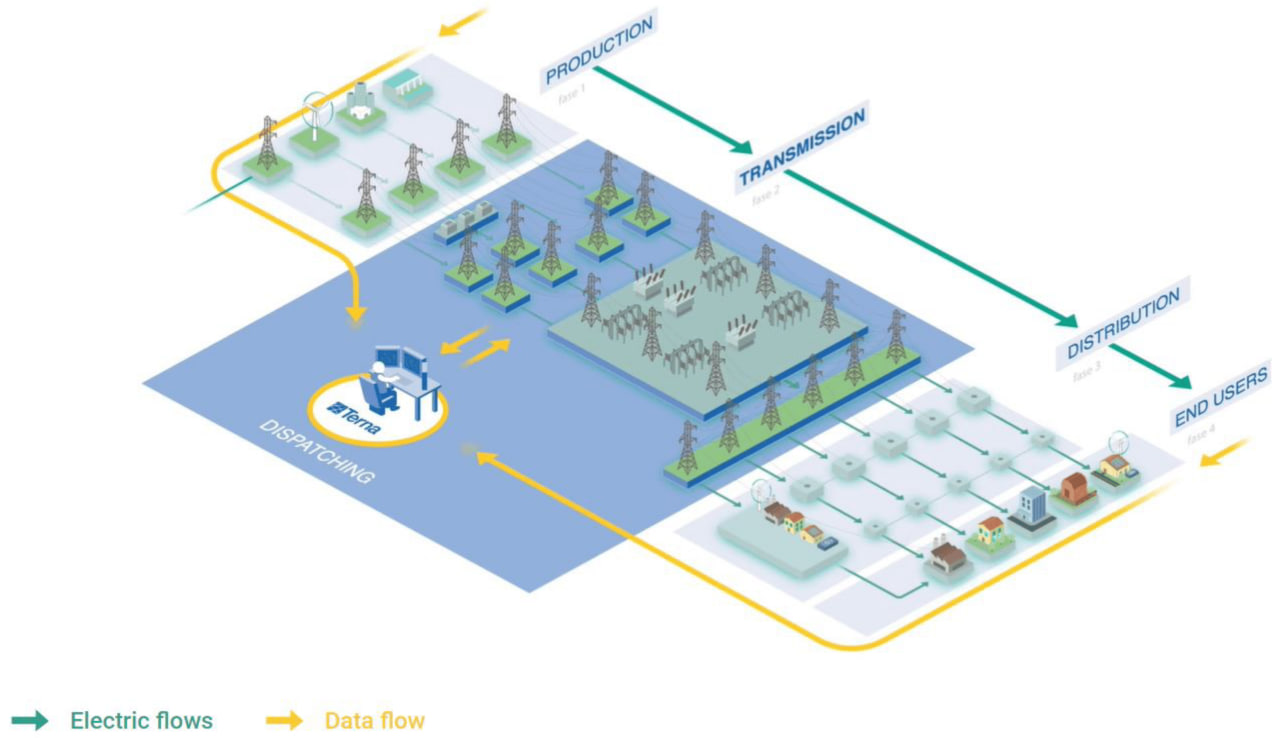 PRODUCTION
fase 1
TRANSMISSION
fase 2
DISTRIBUTION
fase 3
END USERS
fase 4
Terna
DISPATCHING
Electric flows
Data flow